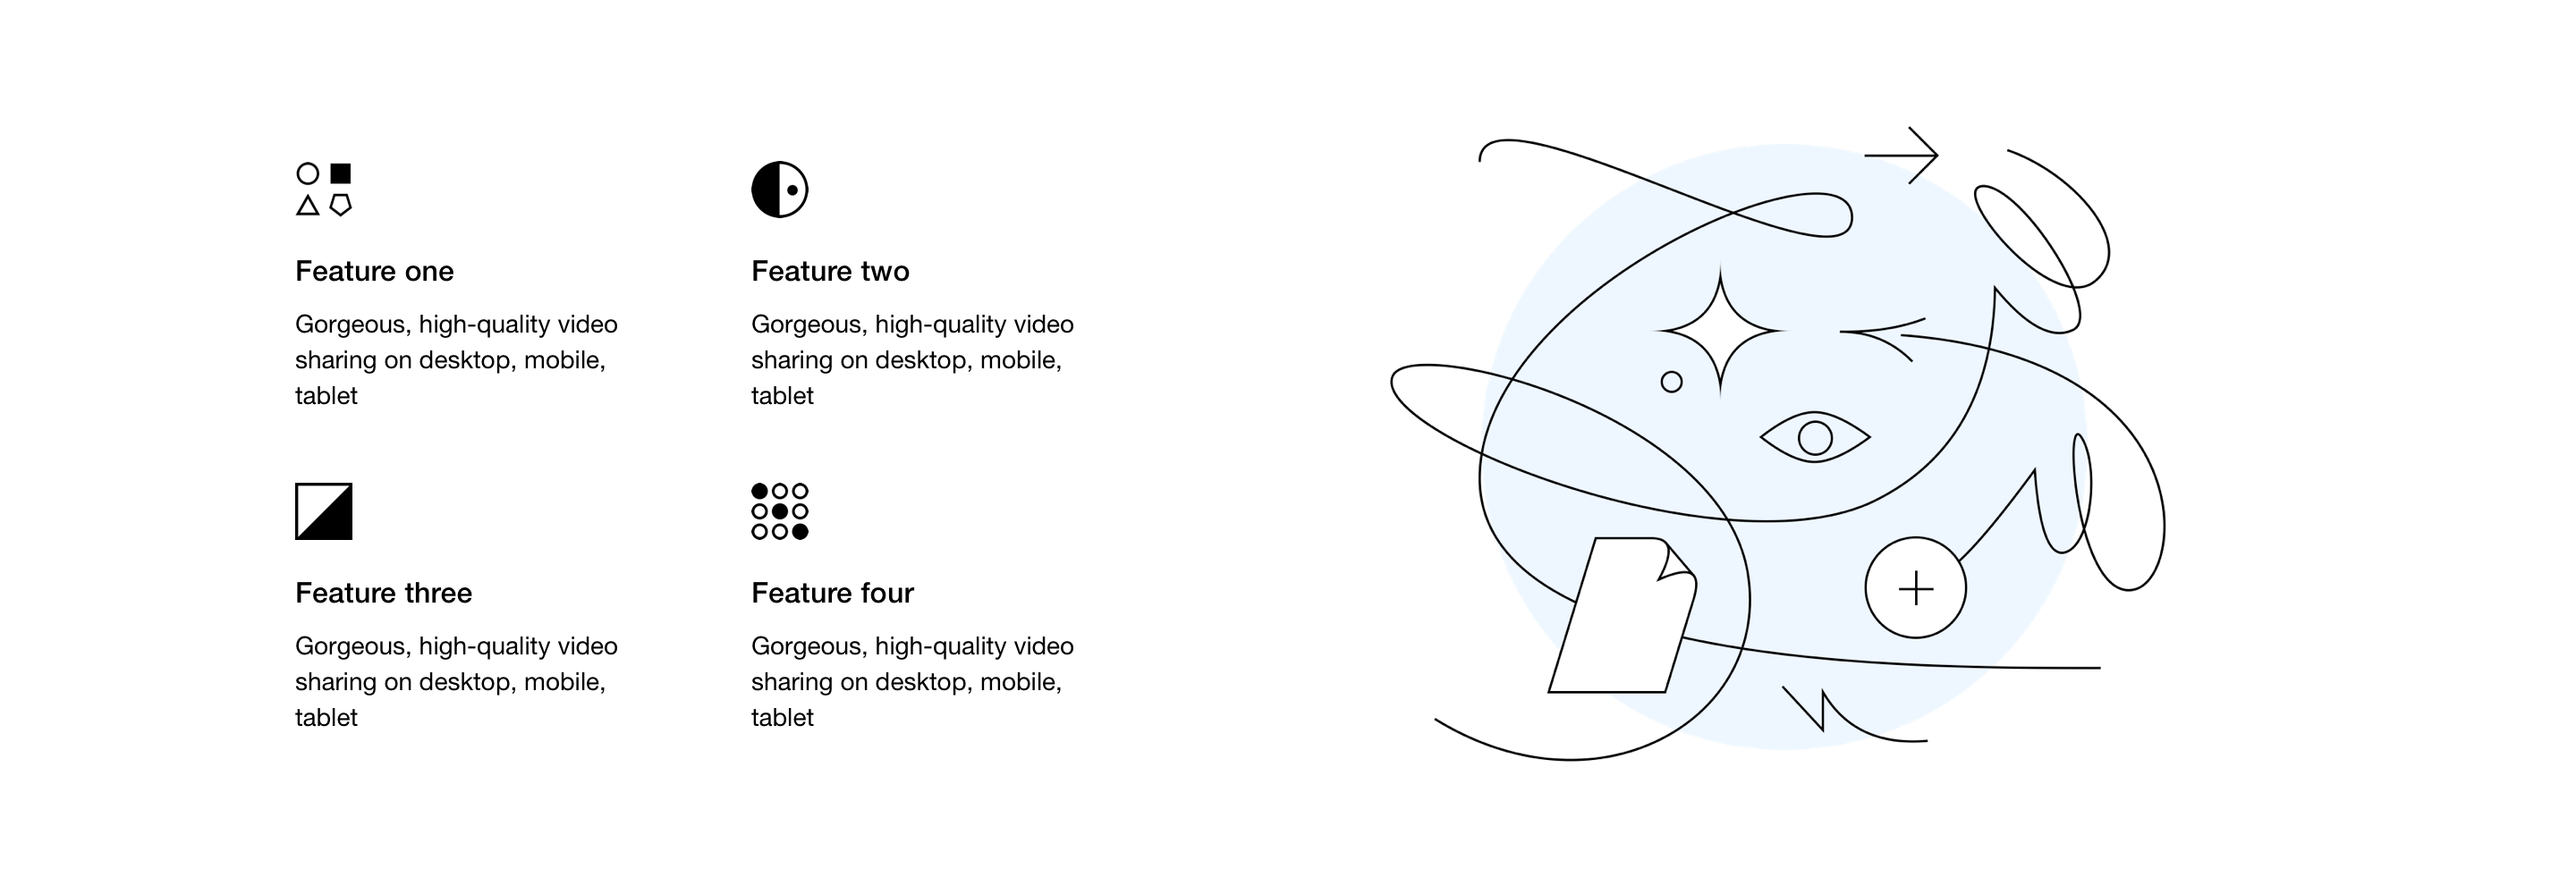 Feature one
Gorgeous, high-quality video
sharing on desktop, mobile,
tablet
Feature two
Gorgeous, high-quality video
sharing on desktop, mobile,
tablet
Feature three
Gorgeous, high-quality video
sharing on desktop, mobile,
tablet
Feature four
Gorgeous, high-quality video
sharing on desktop, mobile,
tablet